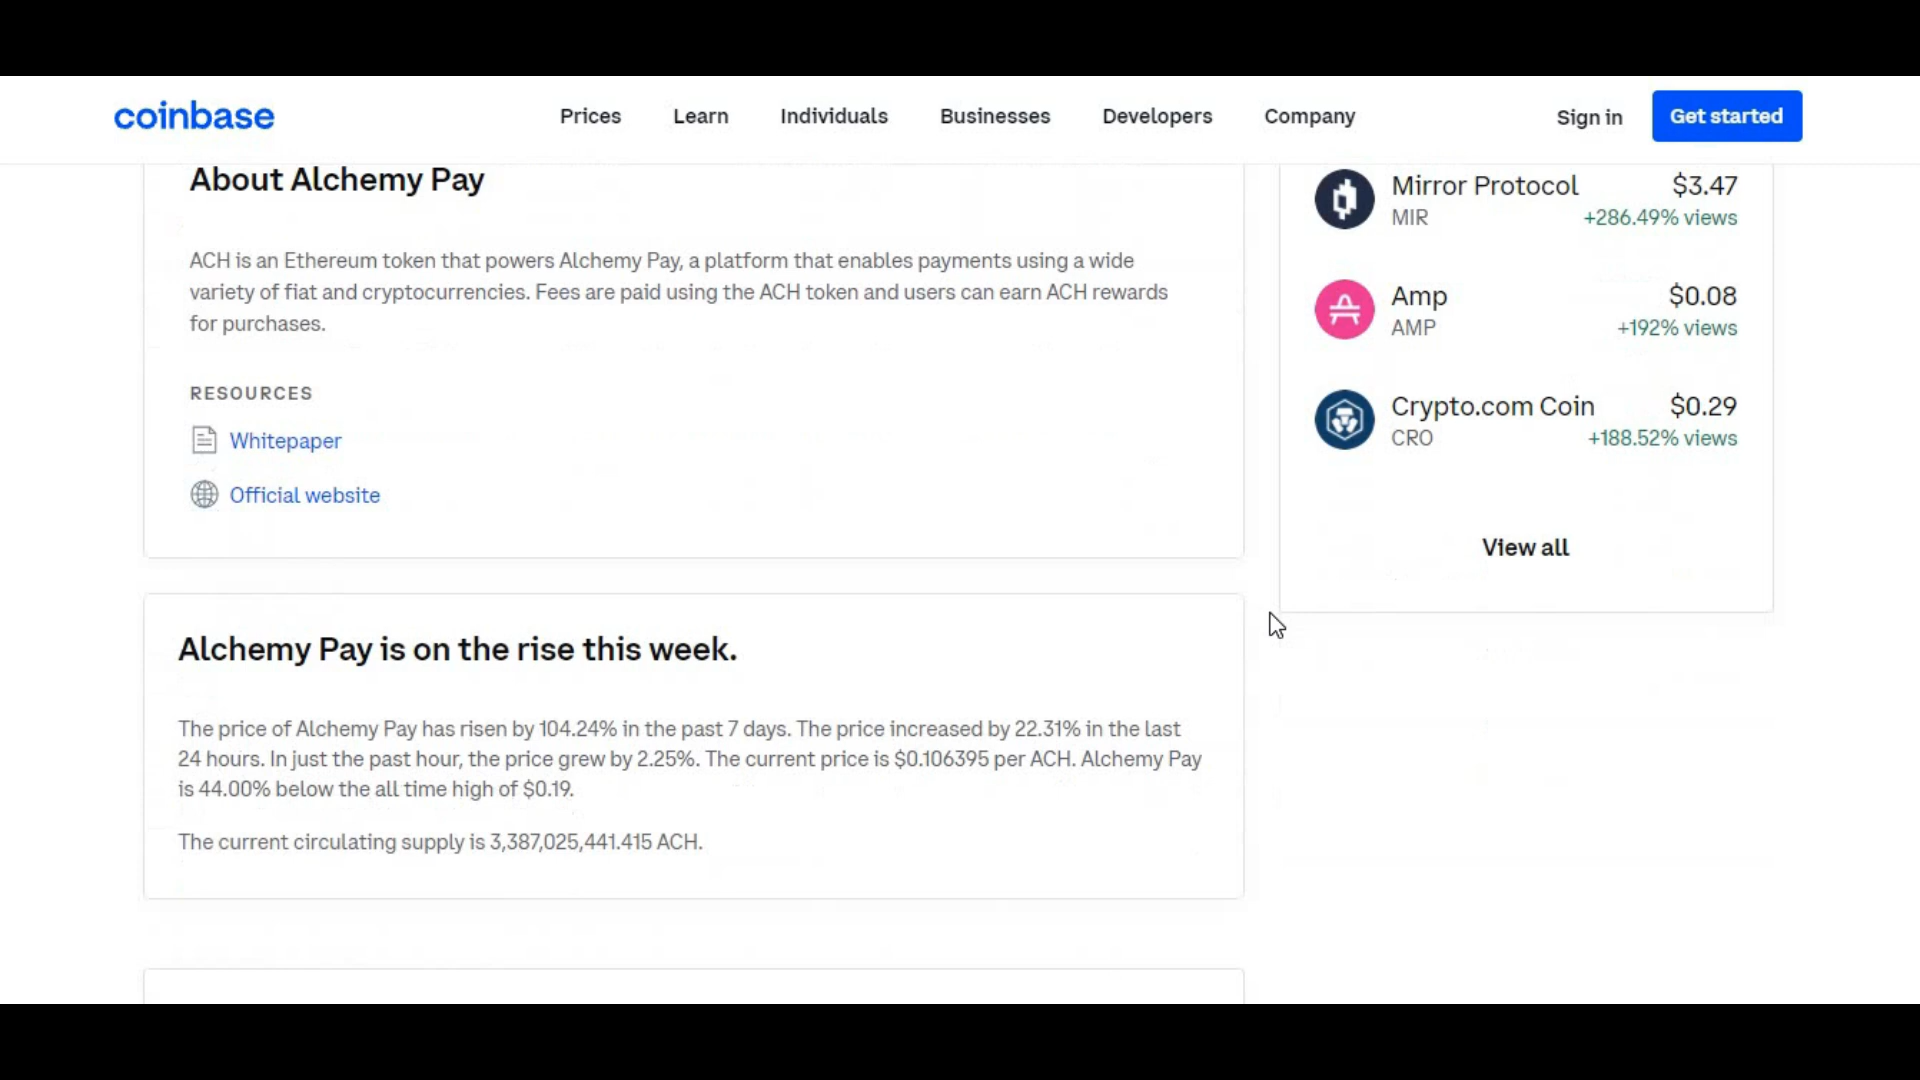 coinbase
Prices Learn Individuals Businesses Developers Company
Sign in
Get started
About Alchemy Pay
ACH is an Ethereum token that powers Alchemy Pay, a platform that enables payments using a wide
variety of fiat and cryptocurrencies. Fees are paid using the ACH token and users can earn ACH rewards
for purchases.
RESOURCES
Whitepaper
Official website
Alchemy Pay is on the rise this week.
The price of Alchemy Pay has risen by 104.24% in the past 7 days. The price increased by 22.31% in the last
24 hours. In just the past hour, the price grew by 2.25%. The current price is $0.106395 per ACH. Alchemy Pay
is 44.00% below the all time high of $0.19.
The current circulating supply is 3,387,025,441.415 ACH.
Mirror Protocol $3.47
MIR +286.49% views
Amp $0.08
AMP +192% views
Crypto.com Coin $0.29
CRO +188.52% views
View all